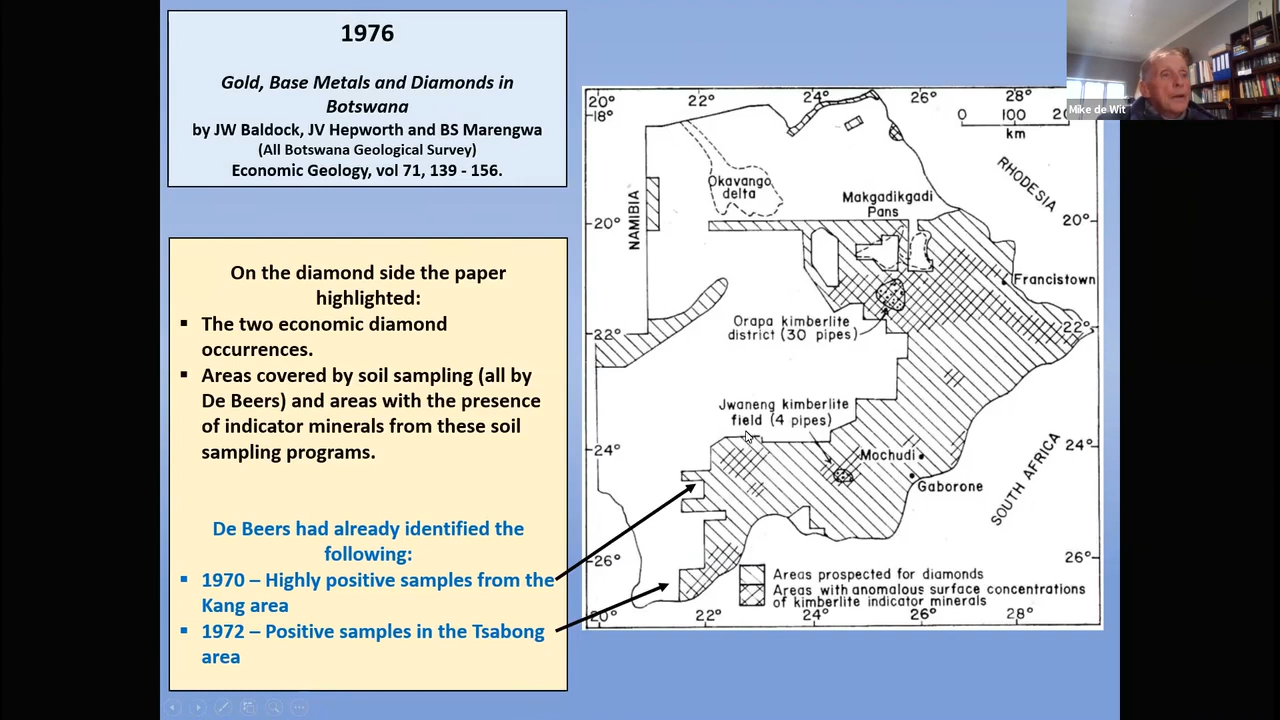 1976
Gold, Base Metals and Diamonds in
Botswana
by JW Baldock, JV Hepworth and BS Marengwa
(All Botswana Geological Survey)
Economic Geology, vol 71, 139 - 156.
On the diamond side the paper
highlighted:
▪ The two economic diamond
occurrences.
▪ Areas covered by soil sampling (all by
De Beers) and areas with the presence
of indicator minerals from these soil
sampling programs.
De Beers had already identified the
following:
▪ 1970 – Highly positive samples from the
Kang area
▪ 1972 – Positive samples in the Tsabong
area
20° 22° 24° 26° 28°
18°
0 100
km
RHODESIA
Okavango
delta
Makgadikgadi
Pans
NAMIBIA
20° 20°
Francistown
Orapa kimberlite
district (30 pipes)
22° 22°
Jwaneng kimberlite
field (4 pipes)
24° 24°
Mochudi
Gaborone
SOUTH AFRICA
26° 26°
Areas prospected for diamonds
Areas with anomalous surface concentrations
of kimberlite indicator minerals
20° 22° 24° 26° 28°
Mike de Wit